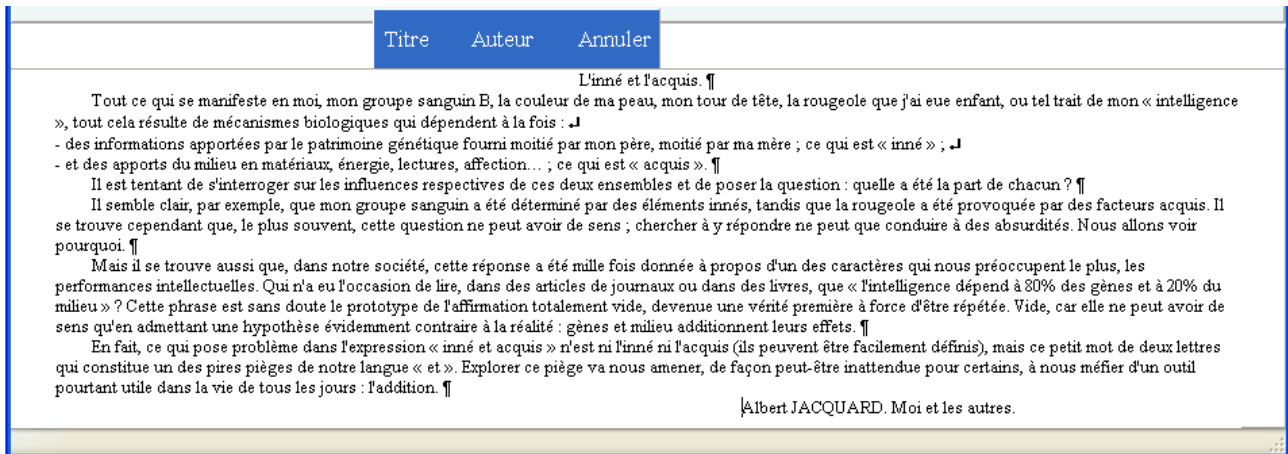 Titre Auteur Annuler
L'inné et l'acquis. ¶
Tout ce qui se manifeste en moi, mon groupe sanguin B, la couleur de ma peau, mon tour de tête, la rougeole que j'ai eue enfant, ou tel trait de mon « intelligence
», tout cela résulte de mécanismes biologiques qui dépendent à la fois : ↵
- des informations apportées par le patrimoine génétique fourni moitié par mon père, moitié par ma mère ; ce qui est « inné » ; ↵
- et des apports du milieu en matériaux, énergie, lectures, affection... ; ce qui est « acquis ». ¶
Il est tentant de s'interroger sur les influences respectives de ces deux ensembles et de poser la question : quelle a été la part de chacun ? ¶
Il semble clair, par exemple, que mon groupe sanguin a été déterminé par des éléments innés, tandis que la rougeole a été provoquée par des facteurs acquis. Il
se trouve cependant que, le plus souvent, cette question ne peut avoir de sens ; chercher à y répondre ne peut que conduire à des absurdités. Nous allons voir
pourquoi. ¶
Mais il se trouve aussi que, dans notre société, cette réponse a été mille fois donnée à propos d'un des caractères qui nous préoccupent le plus, les
performances intellectuelles. Qui n'a eu l'occasion de lire, dans des articles de journaux ou dans des livres, que « l'intelligence dépend à 80% des gènes et à 20% du
milieu » ? Cette phrase est sans doute le prototype de l'affirmation totalement vide, devenue une vérité première à force d'être répétée. Vide, car elle ne peut avoir de
sens qu'en admettant une hypothèse évidemment contraire à la réalité : gènes et milieu additionnent leurs effets. ¶
En fait, ce qui pose problème dans l'expression « inné et acquis » n'est ni l'inné ni l'acquis (ils peuvent être facilement définis), mais ce petit mot de deux lettres
qui constitue un des pires pièges de notre langue « et ». Explorer ce piège va nous amener, de façon peut-être inattendue pour certains, à nous méfier d'un outil
pourtant utile dans la vie de tous les jours : l'addition. ¶
Albert JACQUARD. Moi et les autres.